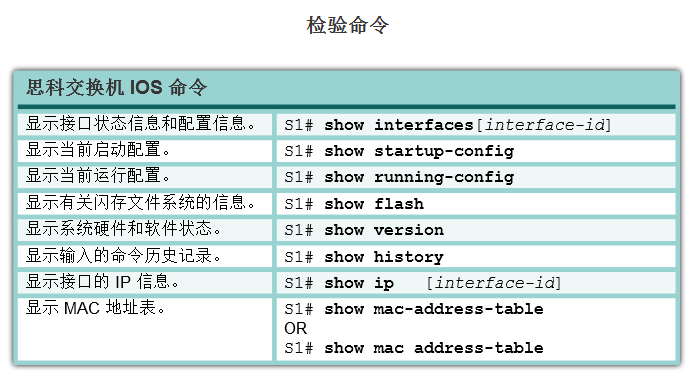 检验命令
思科交换机 IOS 命令
显示接口状态信息和配置信息。 S1# show interfaces[interface-id]
显示当前启动配置。 S1# show startup-config
显示当前运行配置。 S1# show running-config
显示有关闪存文件系统的信息。 S1# show flash
显示系统硬件和软件状态。 S1# show version
显示输入的命令历史记录。 S1# show history
显示接口的 IP 信息。 S1# show ip [interface-id]
显示 MAC 地址表。 S1# show mac-address-table
OR
S1# show mac address-table